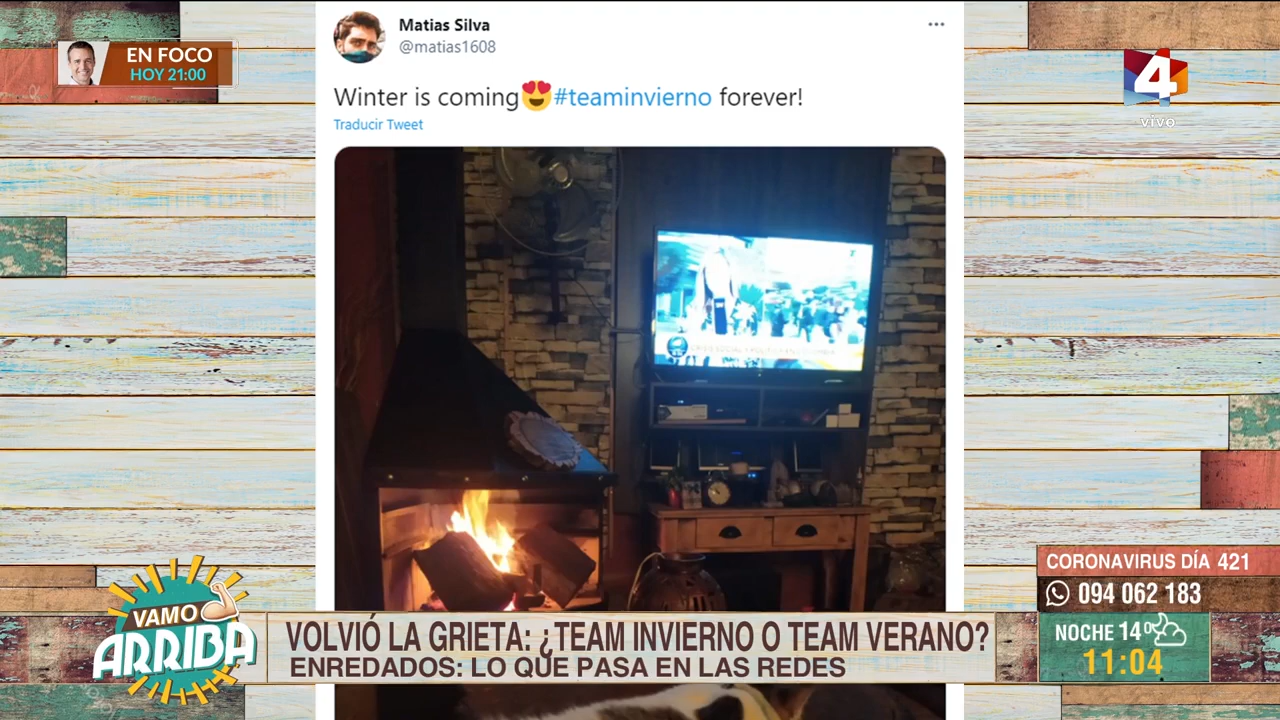 Matias Silva
@matias1608
Winter is coming😍#teaminvierno forever!
Traducir Tweet
EN FOCO
HOY 21:00
4
vivo
CORONAVIRUS DÍA 421
094 062 183
NOCHE 14º
11:04
VAMO
ARRIBA
VOLVIÓ LA GRIETA: ¿TEAM INVIERNO O TEAM VERANO?
ENREDADOS: LO QUE PASA EN LAS REDES